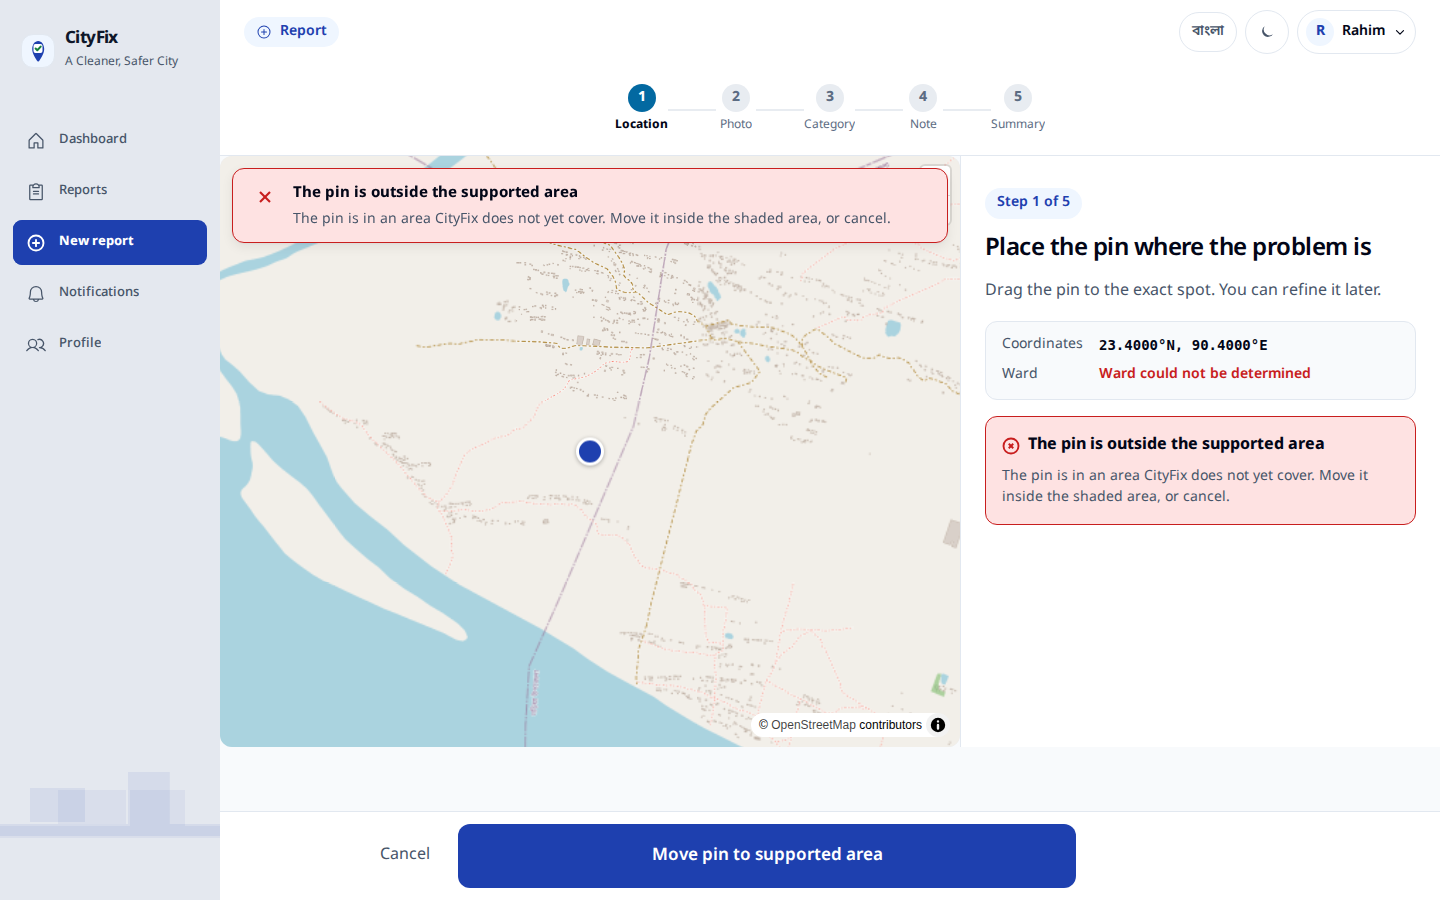 CityFix
A Cleaner, Safer City
Dashboard
Reports
New report
Notifications
Profile
Report
বাংলা
R
Rahim
1
2
3
4
5
Location
Photo
Category
Note
Summary
The pin is outside the supported area
The pin is in an area CityFix does not yet cover. Move it inside the shaded area, or cancel.
© OpenStreetMap contributors
Step 1 of 5
Place the pin where the problem is
Drag the pin to the exact spot. You can refine it later.
Coordinates 23.4000°N, 90.4000°E
Ward Ward could not be determined
The pin is outside the supported area
The pin is in an area CityFix does not yet cover. Move it
inside the shaded area, or cancel.
Cancel
Move pin to supported area